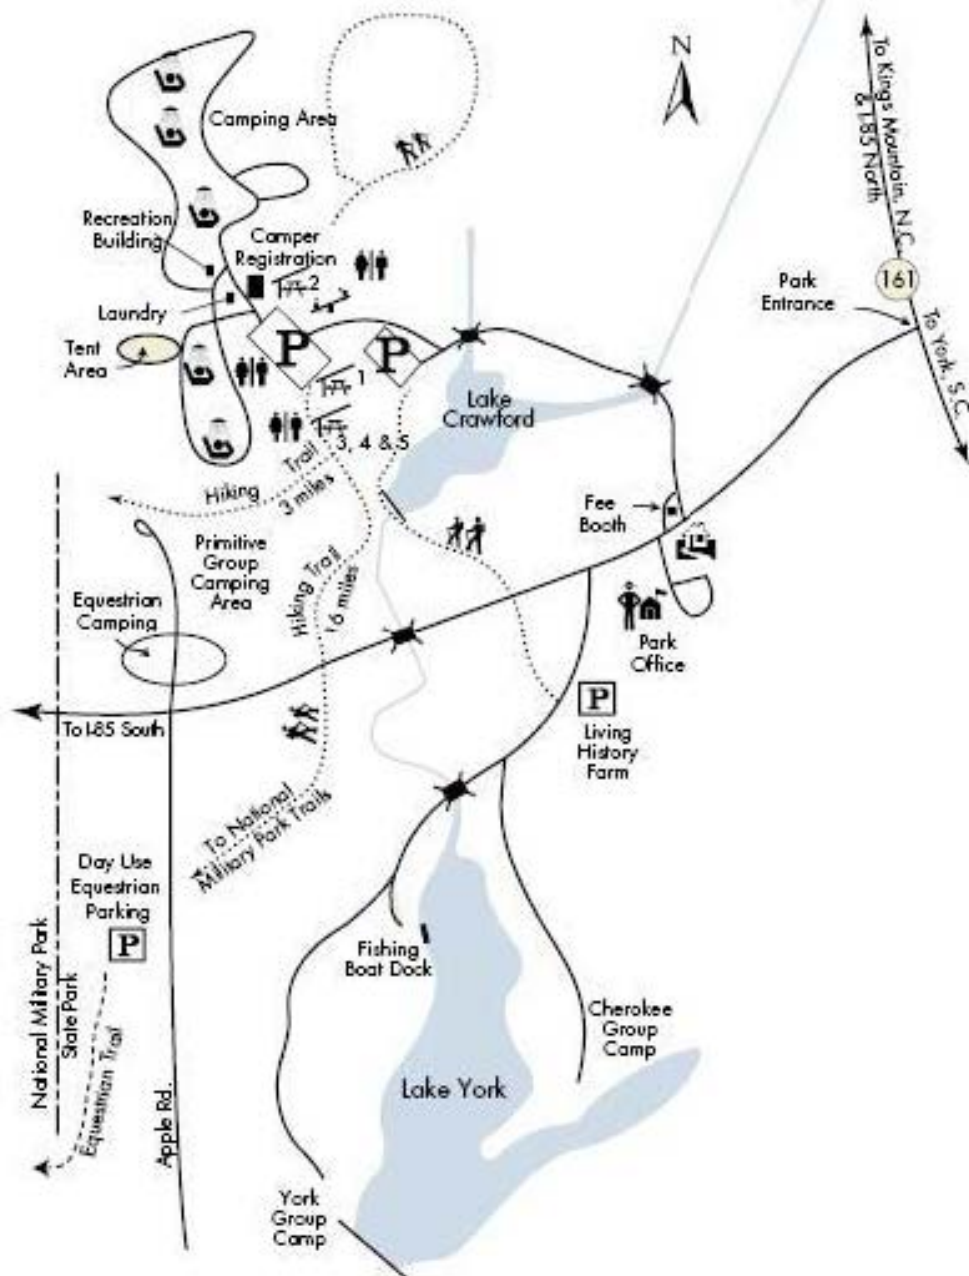 N
To Kings Mountain, N.C.
& I-85 North
161
To York, S.C.
Park
Entrance
Camping Area
Recreation
Building
Camper
Registration
2
Laundry
Tent
Area
P
P
1
3, 4 & 5
Lake
Crawford
Hiking Trail
3 miles
Fee
Booth
Primitive
Group
Camping
Area
Hiking Trail
16 miles
Equestrian
Camping
Park
Office
To I-85 South
P
Living
History
Farm
To National
Military Park Trails
Day Use
Equestrian
Parking
P
National Military Park
State Park
Equestrian Trail
Apple Rd.
Fishing
Boat Dock
Cherokee
Group
Camp
Lake York
York
Group
Camp